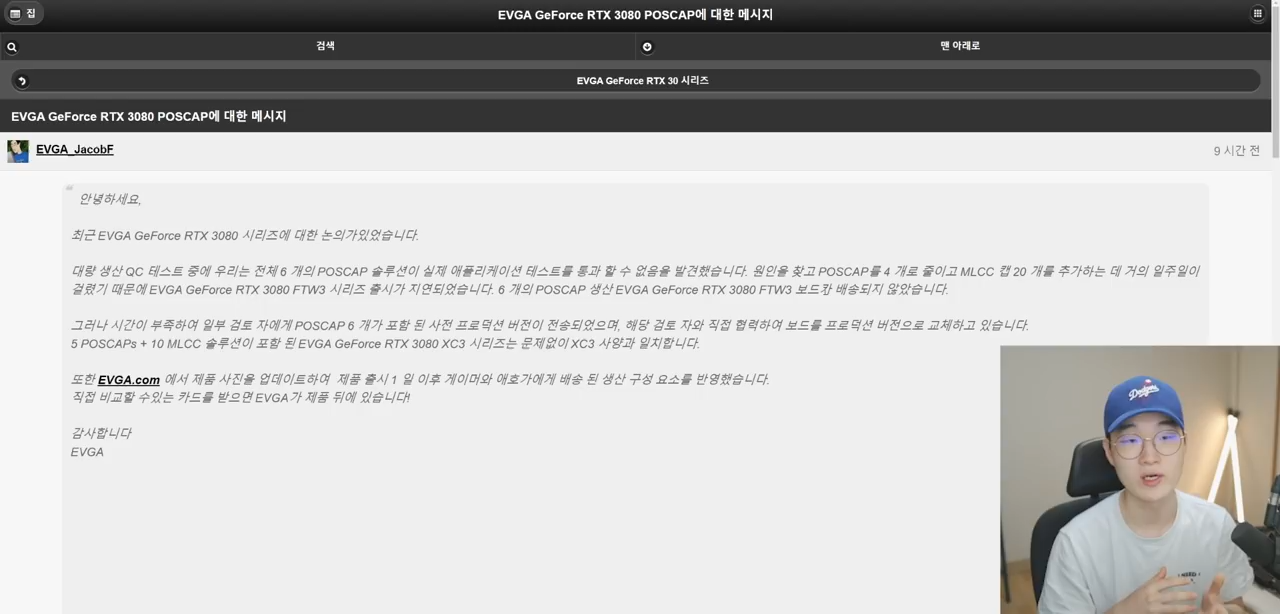 집
EVGA GeForce RTX 3080 POSCAP에 대한 메시지
검색
맨 아래로
EVGA GeForce RTX 30 시리즈
EVGA GeForce RTX 3080 POSCAP에 대한 메시지
EVGA_JacobF
9 시간 전
안녕하세요,
최근 EVGA GeForce RTX 3080 시리즈에 대한 논의가있었습니다.
대량 생산 QC 테스트 중에 우리는 전체 6 개의 POSCAP 솔루션이 실제 애플리케이션 테스트를 통과 할 수 없음을 발견했습니다. 원인을 찾고 POSCAP를 4 개로 줄이고 MLCC 캡 20 개를 추가하는 데 거의 일주일이
걸렸기 때문에 EVGA GeForce RTX 3080 FTW3 시리즈 출시가 지연되었습니다. 6 개의 POSCAP 생산 EVGA GeForce RTX 3080 FTW3 보드가 배송되지 않았습니다.
그러나 시간이 부족하여 일부 검토 자에게 POSCAP 6 개가 포함 된 사전 프로덕션 버전이 전송되었으며, 해당 검토 자와 직접 협력하여 보드를 프로덕션 버전으로 교체하고 있습니다.
5 POSCAPs + 10 MLCC 솔루션이 포함 된 EVGA GeForce RTX 3080 XC3 시리즈는 문제없이 XC3 사양과 일치합니다.
또한 EVGA.com 에서 제품 사진을 업데이트하여 제품 출시 1 일 이후 게이머와 애호가에게 배송 된 생산 구성 요소를 반영했습니다.
직접 비교할 수있는 카드를 받으면 EVGA가 제품 뒤에 있습니다!
감사합니다
EVGA
Dodgers